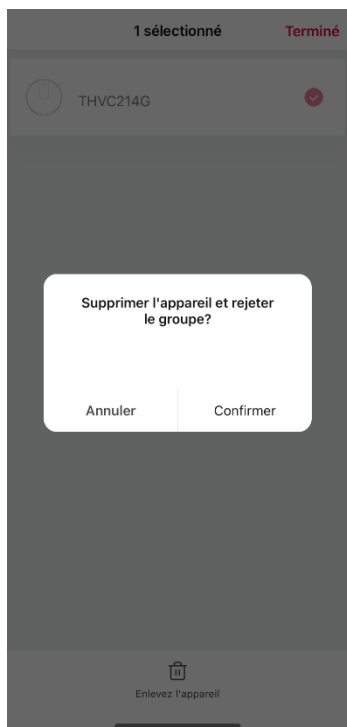 1 sélectionné
Terminé
THVC214G
Supprimer l'appareil et rejeter
le groupe?
Annuler
Confirmer
Enlevez l'appareil